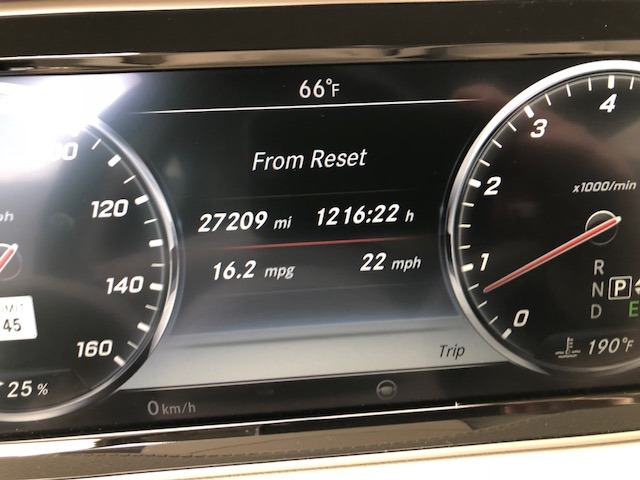 66°F
From Reset
27209 mi 1216:22 h
16.2 mpg 22 mph
Trip
120
140
160
45
25 %
0 km/h
4
3
2
1
0
x1000/min
R
N P
D E
190°F